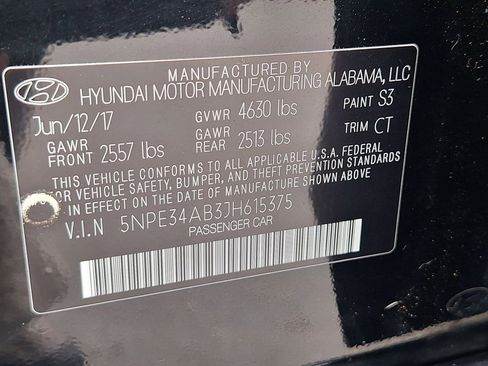 MANUFACTURED BY
HYUNDAI MOTOR MANUFACTURING ALABAMA, LLC
Jun/12/17 GVWR 4630 lbs PAINT S3
GAWR FRONT 2557 lbs GAWR REAR 2513 lbs TRIM CT
THIS VEHICLE CONFORMS TO ALL APPLICABLE U.S.A. FEDERAL
MOTOR VEHICLE SAFETY, BUMPER, AND THEFT PREVENTION STANDARDS
IN EFFECT ON THE DATE OF MANUFACTURE SHOWN ABOVE.
V.I.N 5NPE34AB3JH615375
PASSENGER CAR